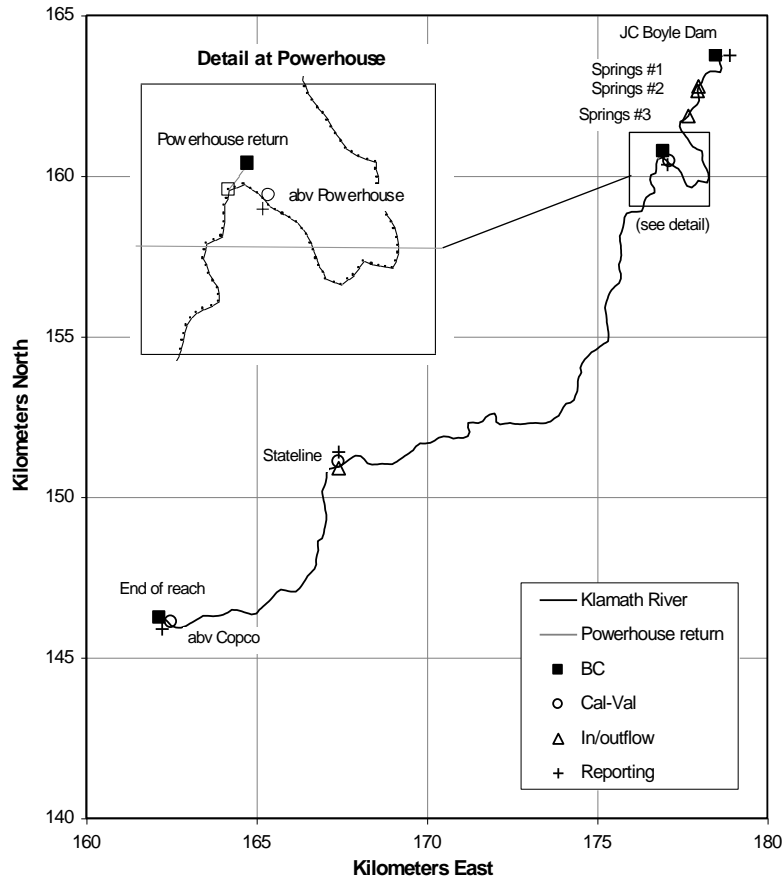 165
JC Boyle Dam
Detail at Powerhouse
Springs #1
Springs #2
Springs #3
Powerhouse return
160
abv Powerhouse
(see detail)
155
Kilometers North
Stateline
150
End of reach
abv Copco
145
Klamath River
Powerhouse return
BC
Cal-Val
In/outflow
Reporting
140
160
165
170
175
180
Kilometers East